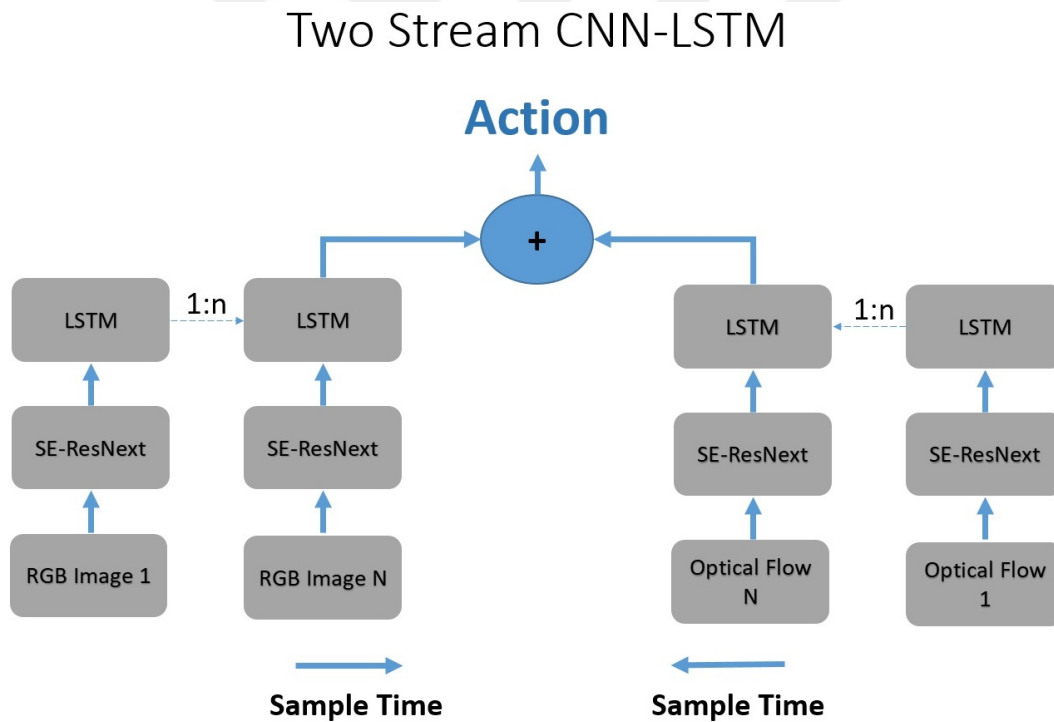 Two Stream CNN-LSTM
Action
+
LSTM
1:n
LSTM
LSTM
1:n
LSTM
SE-ResNext
SE-ResNext
SE-ResNext
SE-ResNext
RGB Image 1
RGB Image N
Optical Flow
N
Optical Flow
1
Sample Time
Sample Time